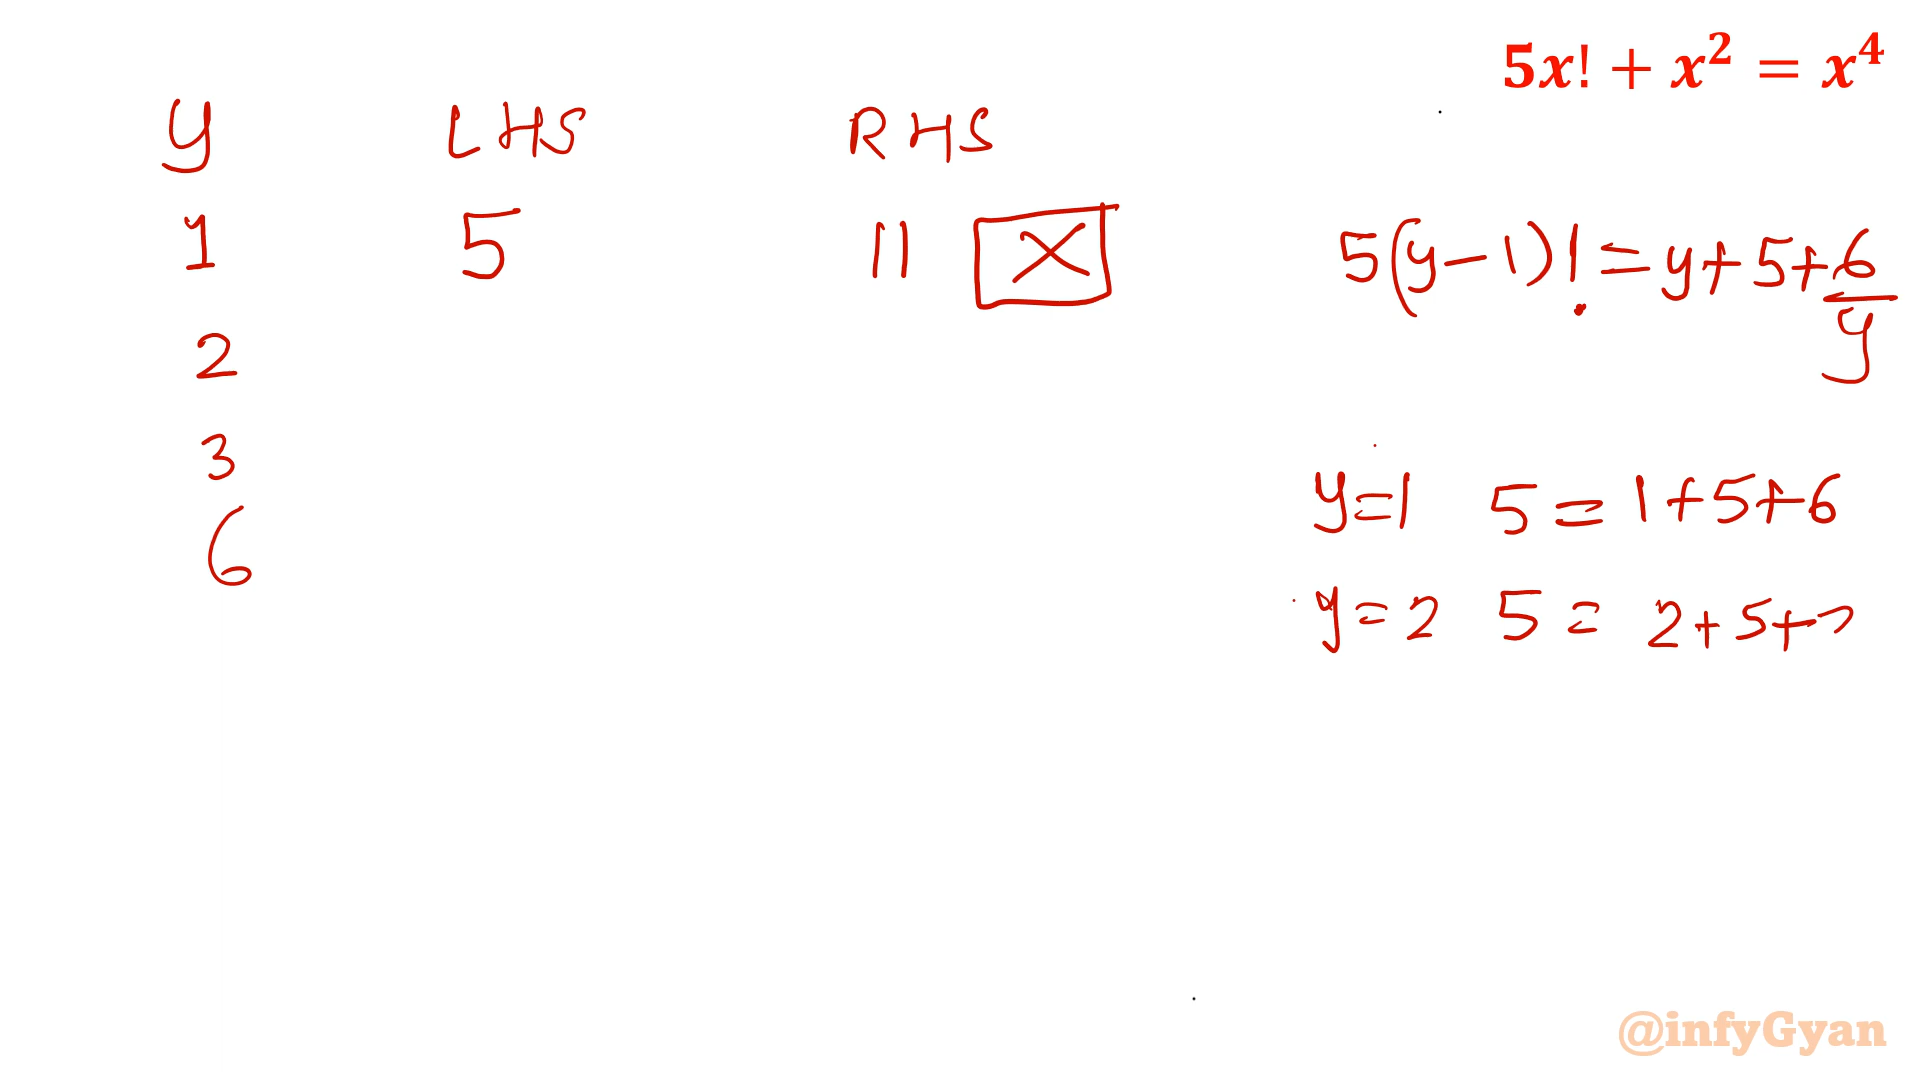 5x! + x² = x⁴
y LHS RHS
1 5 11 ☒
5(y-1)! = y+5+6/y
2
3
6
y=1 5 = 1+5+6
y=2 5 = 2+5+
@infyGyan